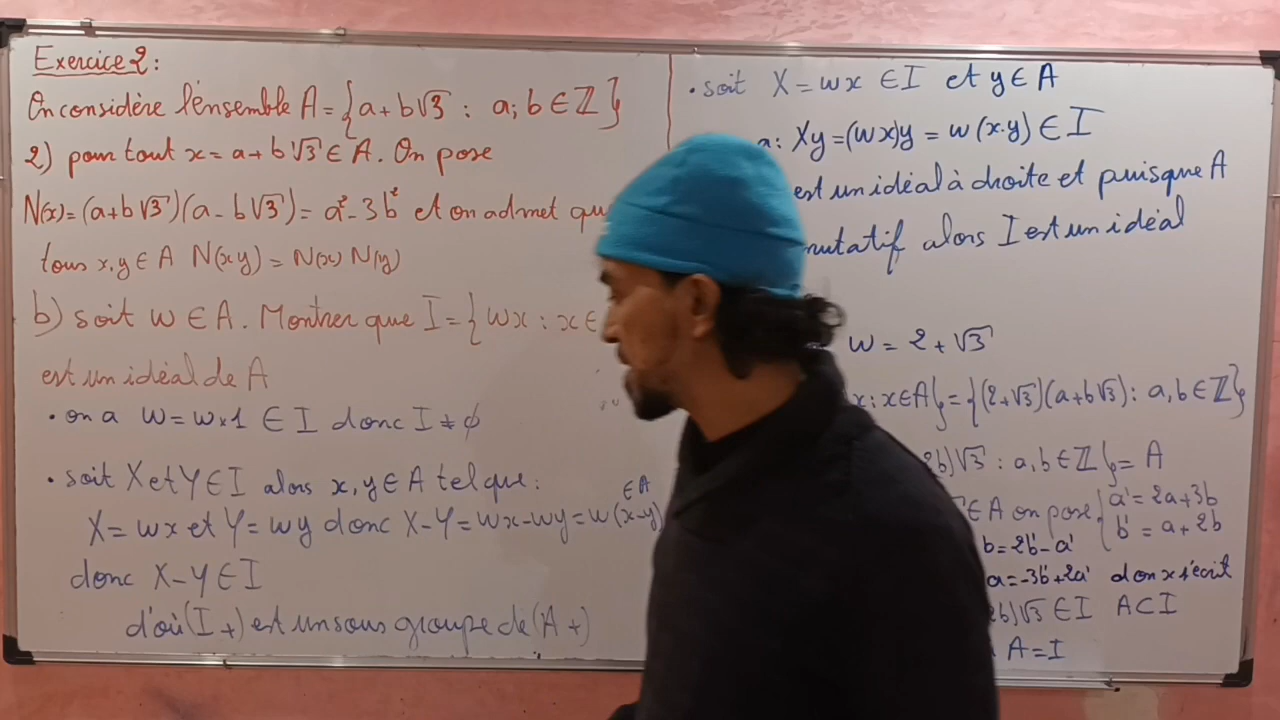 Exercice 2 :
On considère l'énsemble A = { a + b√3 : a; b ∈ ℤ }
2) pour tout x = a + b√3 ∈ A. On pose
N(x) = (a+b√3)(a-b√3) = a² - 3b² et on admet qu
tous x,y ∈ A N(xy) = N(x) N(y)
b) soit w ∈ A. Montrer que I = { wx : x ∈
est un idéal de A
• on a w = w×1 ∈ I donc I ≠ ϕ
• soit X et Y ∈ I alors x,y ∈ A tel que :
X = wx et Y = wy donc X-Y = wx-wy = w(x-y) ∈ A
donc X-Y ∈ I
d'où (I +) est un sous groupe de (A +)
• soit X = wx ∈ I et y ∈ A
a : Xy = (wx)y = w(x.y) ∈ I
est un idéal à droite et puisque A
mutatif alors I est un idéal
w = 2 + √3
x : x ∈ A } = { (2+√3)(a+b√3) : a,b ∈ ℤ }
2b)√3 : a,b ∈ ℤ } = A
∈ A on pose { a' = 2a+3b
b' = a + 2b
b = 2b' - a'
a = -3b' + 2a' don x s'écrit
2b)√3 ∈ I A ⊂ I
A = I